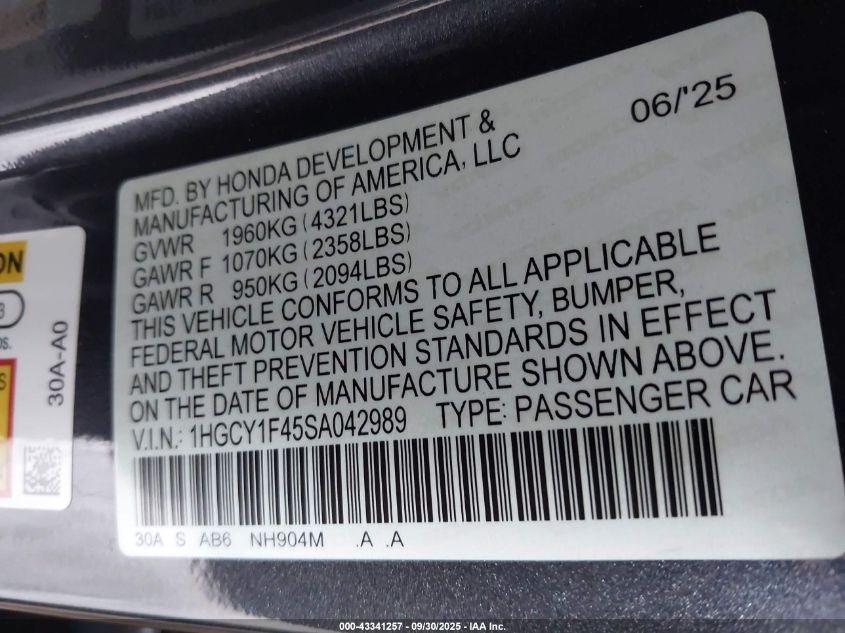 06/'25
MFD. BY HONDA DEVELOPMENT &
MANUFACTURING OF AMERICA, LLC
GVWR 1960KG (4321LBS)
GAWR F 1070KG (2358LBS)
GAWR R 950KG (2094LBS)
THIS VEHICLE CONFORMS TO ALL APPLICABLE
FEDERAL MOTOR VEHICLE SAFETY, BUMPER,
AND THEFT PREVENTION STANDARDS IN EFFECT
ON THE DATE OF MANUFACTURE SHOWN ABOVE.
V.I.N.: 1HGCY1F45SA042989 TYPE: PASSENGER CAR
30A S AB6 NH904M .A .A
30A-A0
000-43341257 - 09/30/2025 - IAA Inc.